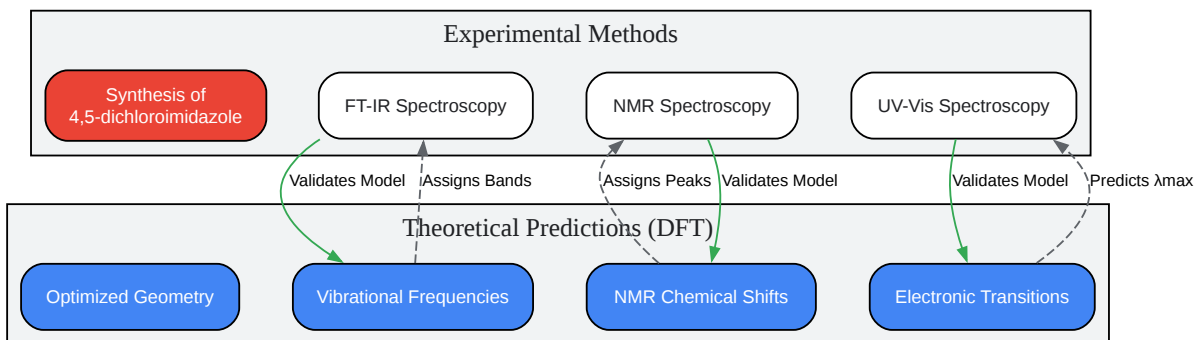 Experimental Methods
Synthesis of
4,5-dichloroimidazole
FT-IR Spectroscopy
NMR Spectroscopy
UV-Vis Spectroscopy
Validates Model
Assigns Bands
Assigns Peaks
Validates Model
Validates Model
Predicts λmax
Theoretical Predictions (DFT)
Optimized Geometry
Vibrational Frequencies
NMR Chemical Shifts
Electronic Transitions